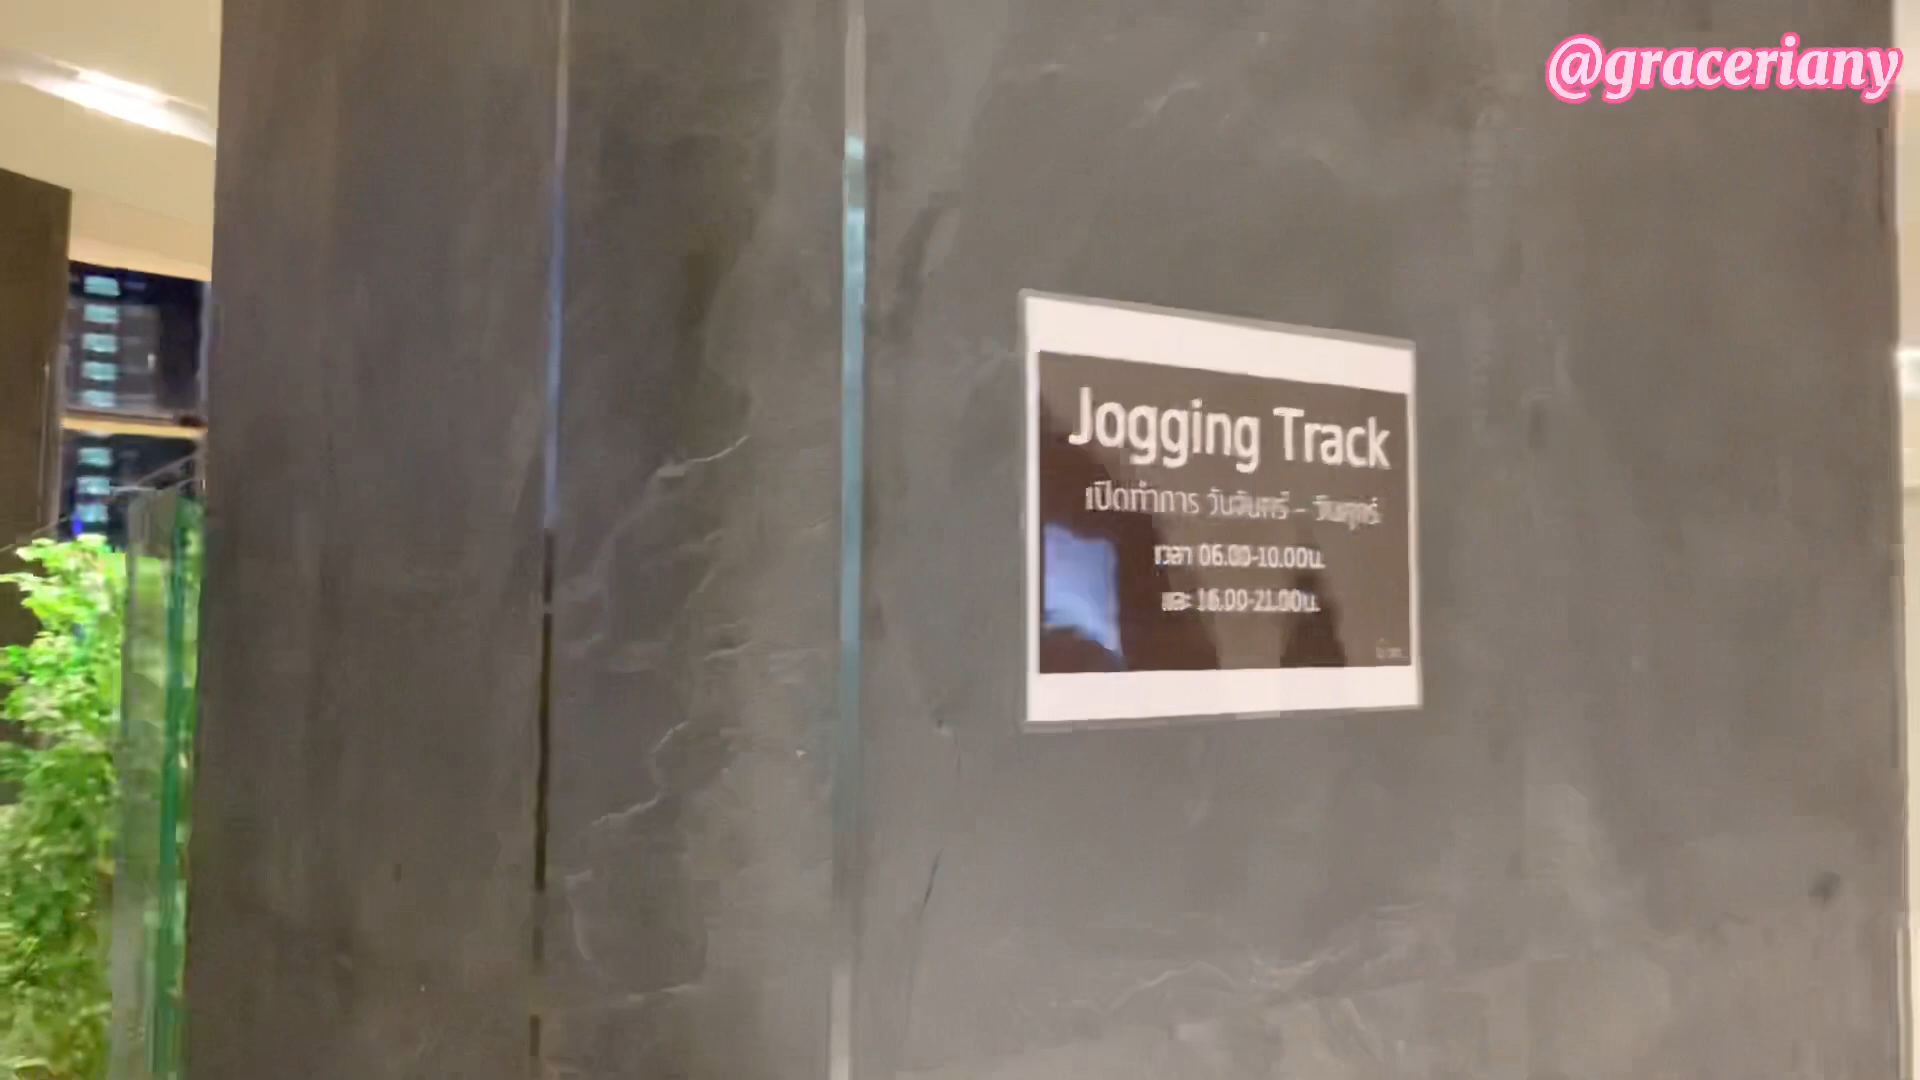 @graceriany
Jogging Track
เปิดทำการ วันจันทร์ – วันศุกร์
เวลา 06.00-10.00น.
และ 16.00-21.00น.